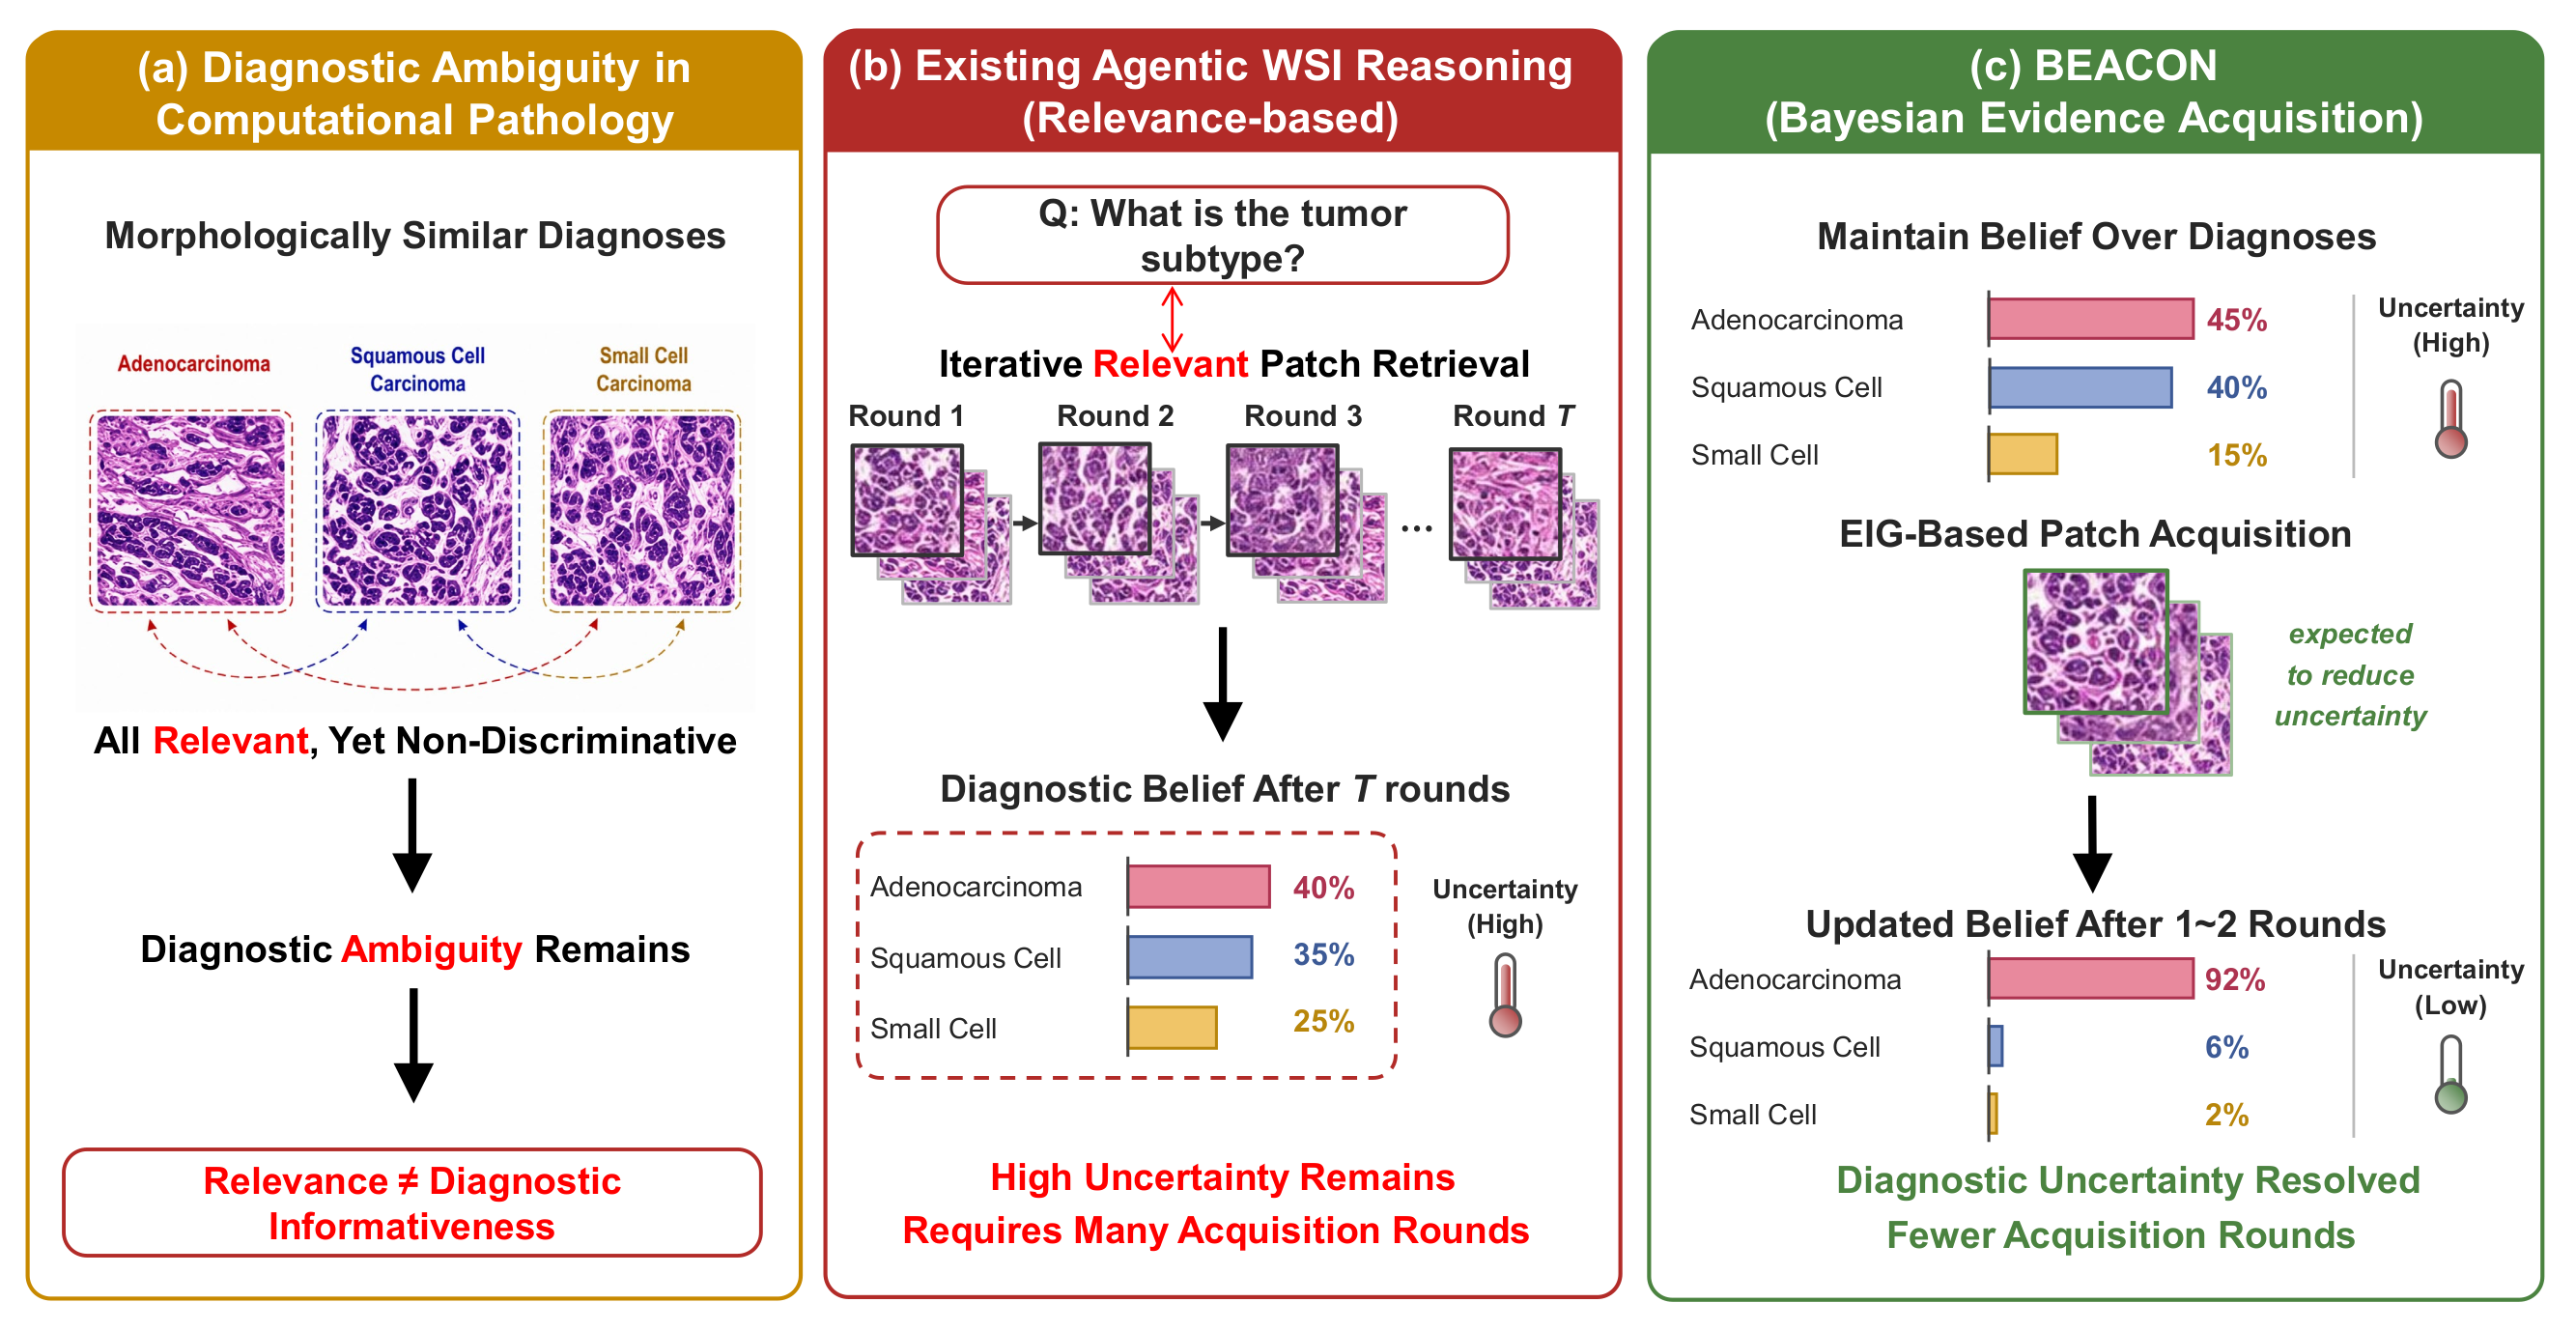 (a) Diagnostic Ambiguity in
Computational Pathology
Morphologically Similar Diagnoses
Adenocarcinoma
Squamous Cell
Carcinoma
Small Cell
Carcinoma
All Relevant, Yet Non-Discriminative
Diagnostic Ambiguity Remains
Relevance ≠ Diagnostic
Informativeness
(b) Existing Agentic WSI Reasoning
(Relevance-based)
Q: What is the tumor
subtype?
Iterative Relevant Patch Retrieval
Round 1
Round 2
Round 3
Round T
...
Diagnostic Belief After T rounds
Adenocarcinoma 40%
Squamous Cell 35%
Small Cell 25%
Uncertainty
(High)
High Uncertainty Remains
Requires Many Acquisition Rounds
(c) BEACON
(Bayesian Evidence Acquisition)
Maintain Belief Over Diagnoses
Adenocarcinoma 45%
Squamous Cell 40%
Small Cell 15%
Uncertainty
(High)
EIG-Based Patch Acquisition
expected
to reduce
uncertainty
Updated Belief After 1~2 Rounds
Adenocarcinoma 92%
Squamous Cell 6%
Small Cell 2%
Uncertainty
(Low)
Diagnostic Uncertainty Resolved
Fewer Acquisition Rounds